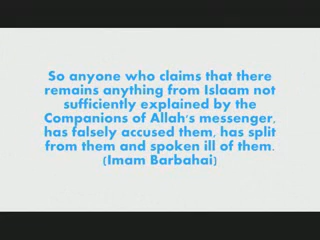 So anyone who claims that there
remains anything from Islaam not
sufficiently explained by the
Companions of Allah's messenger,
has falsely accused them, has split
from them and spoken ill of them.
(Imam Barbahai)